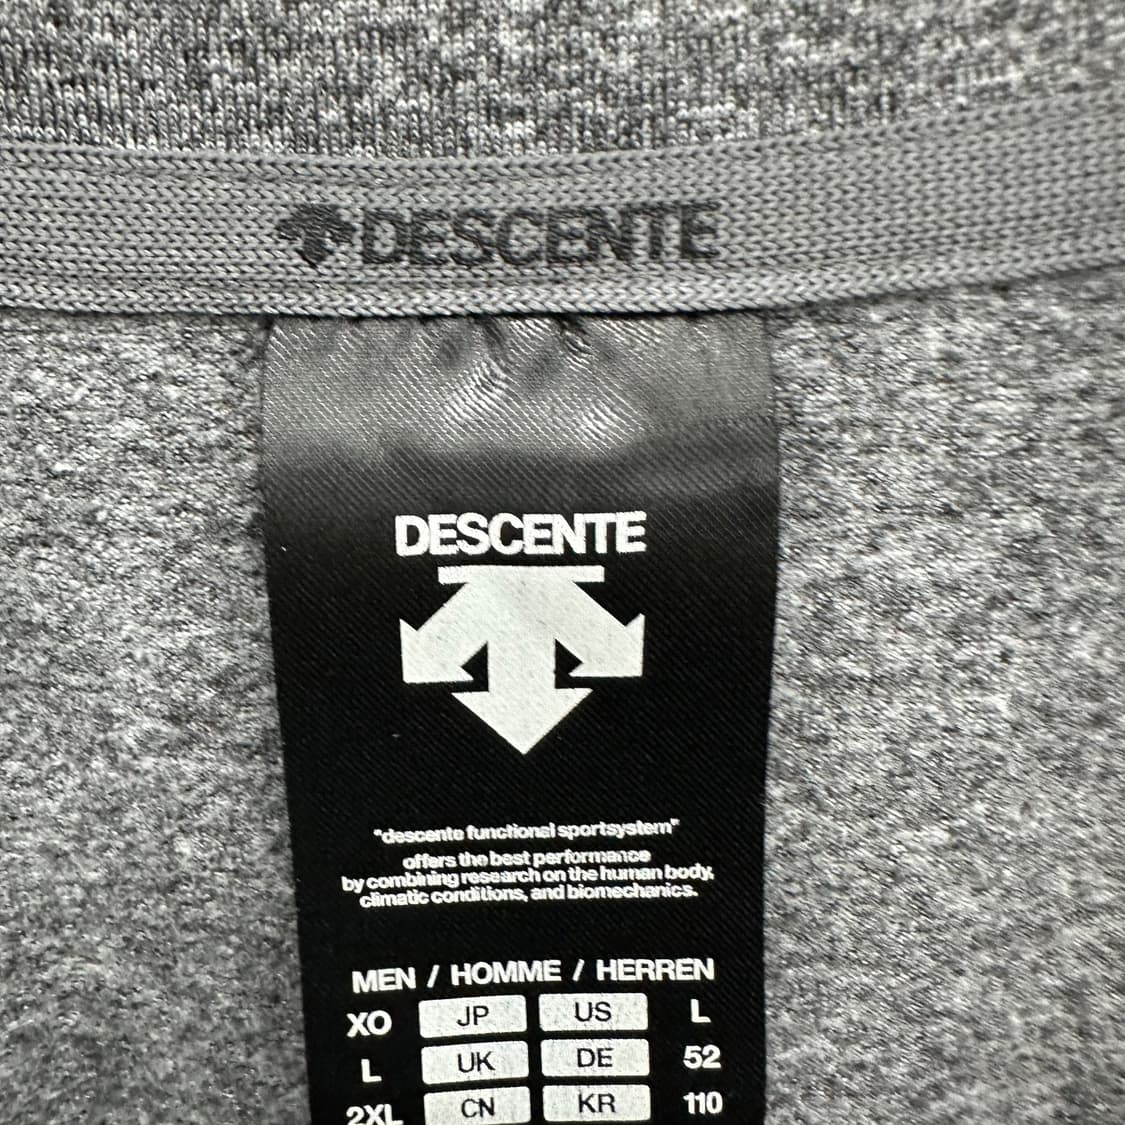 DESCENTE
DESCENTE
"descente functional sportsystem"
offers the best performance
by combining research on the human body,
climatic conditions, and biomechanics.
MEN / HOMME / HERREN
XO JP US L
L UK DE 52
2XL CN KR 110